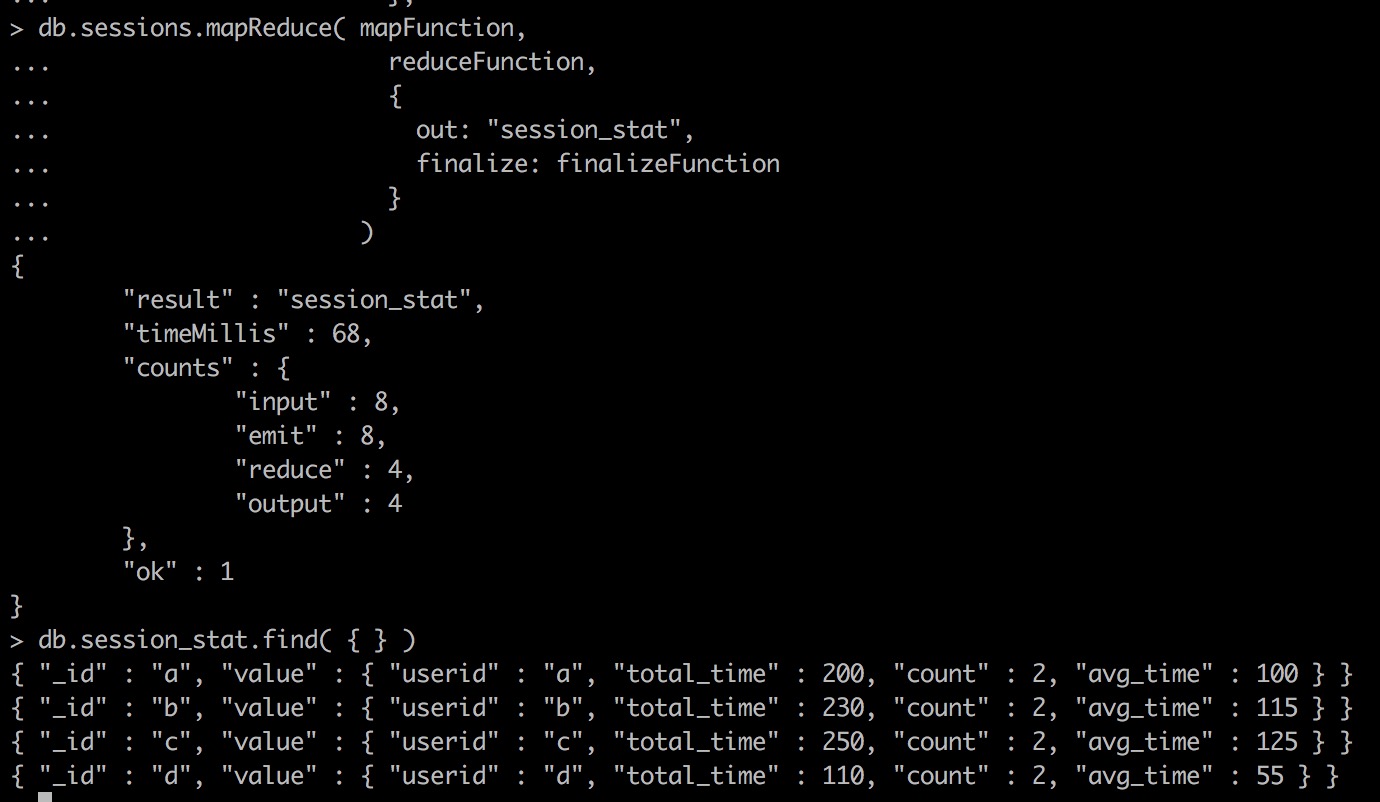 ...                           },
> db.sessions.mapReduce( mapFunction,
...                        reduceFunction,
...                        {
...                          out: "session_stat",
...                          finalize: finalizeFunction
...                        }
...                      )
{
        "result" : "session_stat",
        "timeMillis" : 68,
        "counts" : {
                "input" : 8,
                "emit" : 8,
                "reduce" : 4,
                "output" : 4
        },
        "ok" : 1
}
> db.session_stat.find( { } )
{ "_id" : "a", "value" : { "userid" : "a", "total_time" : 200, "count" : 2, "avg_time" : 100 } }
{ "_id" : "b", "value" : { "userid" : "b", "total_time" : 230, "count" : 2, "avg_time" : 115 } }
{ "_id" : "c", "value" : { "userid" : "c", "total_time" : 250, "count" : 2, "avg_time" : 125 } }
{ "_id" : "d", "value" : { "userid" : "d", "total_time" : 110, "count" : 2, "avg_time" : 55 } }